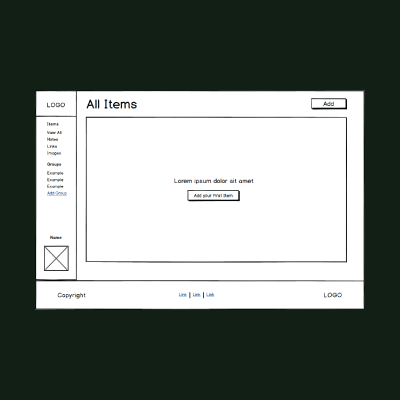 LOGO
All Items
Add
Items
View All
Notes
Links
Images
Groups
Example
Example
Example
Add Group
Lorem ipsum dolor sit amet
Add your First Item
Name
Copyright
Link | Link | Link
LOGO